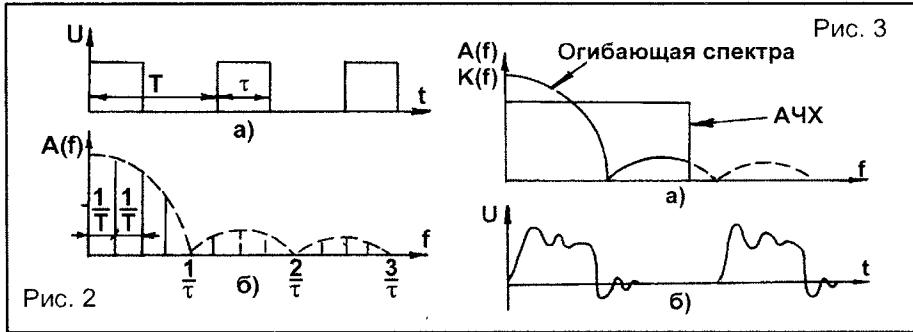 U
T
τ
t
а)
A(f)
1/T
1/T
f
1/τ
б)
2/τ
3/τ
Рис. 2
Рис. 3
A(f)
K(f)
Огибающая спектра
АЧХ
f
а)
U
t
б)